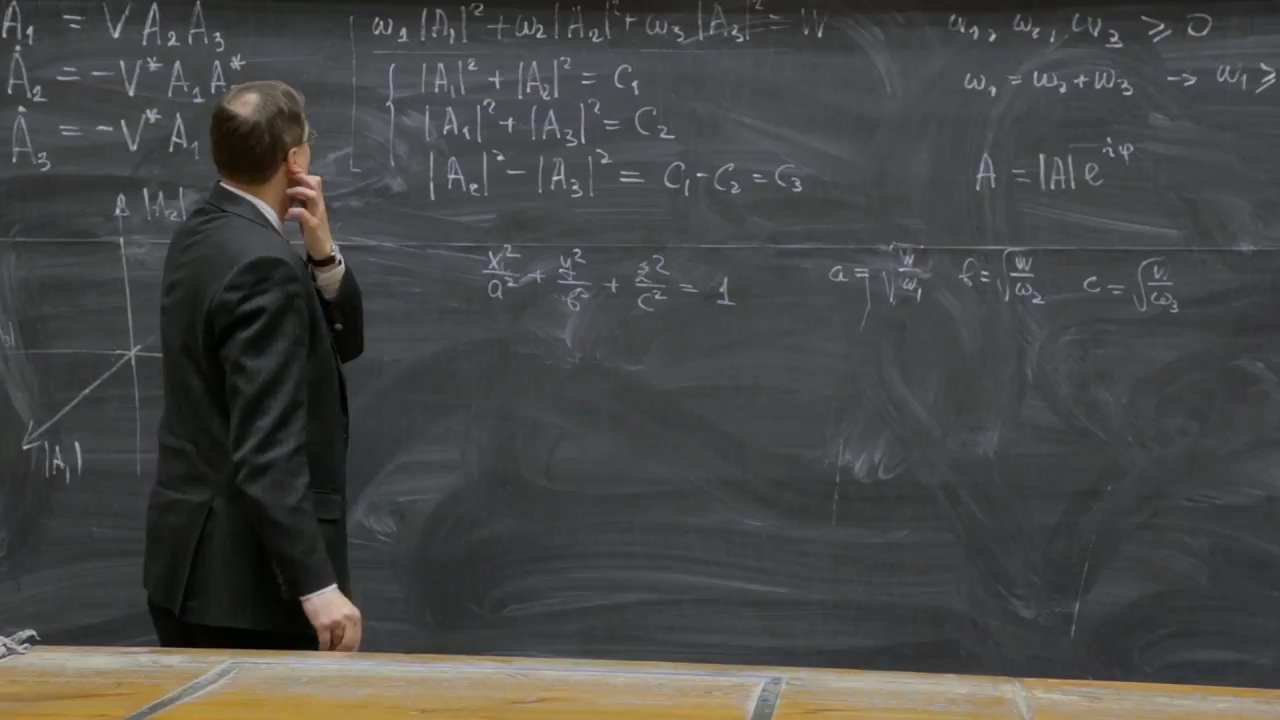 Ȧ₁ = V A₂ A₃
Ȧ₂ = -V* A₁ A*
Ȧ₃ = -V* A₁
ω₁ |A₁|² + ω₂ |A₂|² + ω₃ |A₃|² = W
|A₁|² + |A₂|² = C₁
|A₁|² + |A₃|² = C₂
|A₂|² - |A₃|² = C₁ - C₂ = C₃
ω₁, ω₂, ω₃ ⩾ 0
ω₁ = ω₂ + ω₃ → ω₁ ⩾
A = |A| e^{-iφ}
|A₂|
|A₁|
x²/a² + y²/b² + z²/c² = 1
a = √(W/ω₁) b = √(W/ω₂) c = √(W/ω₃)